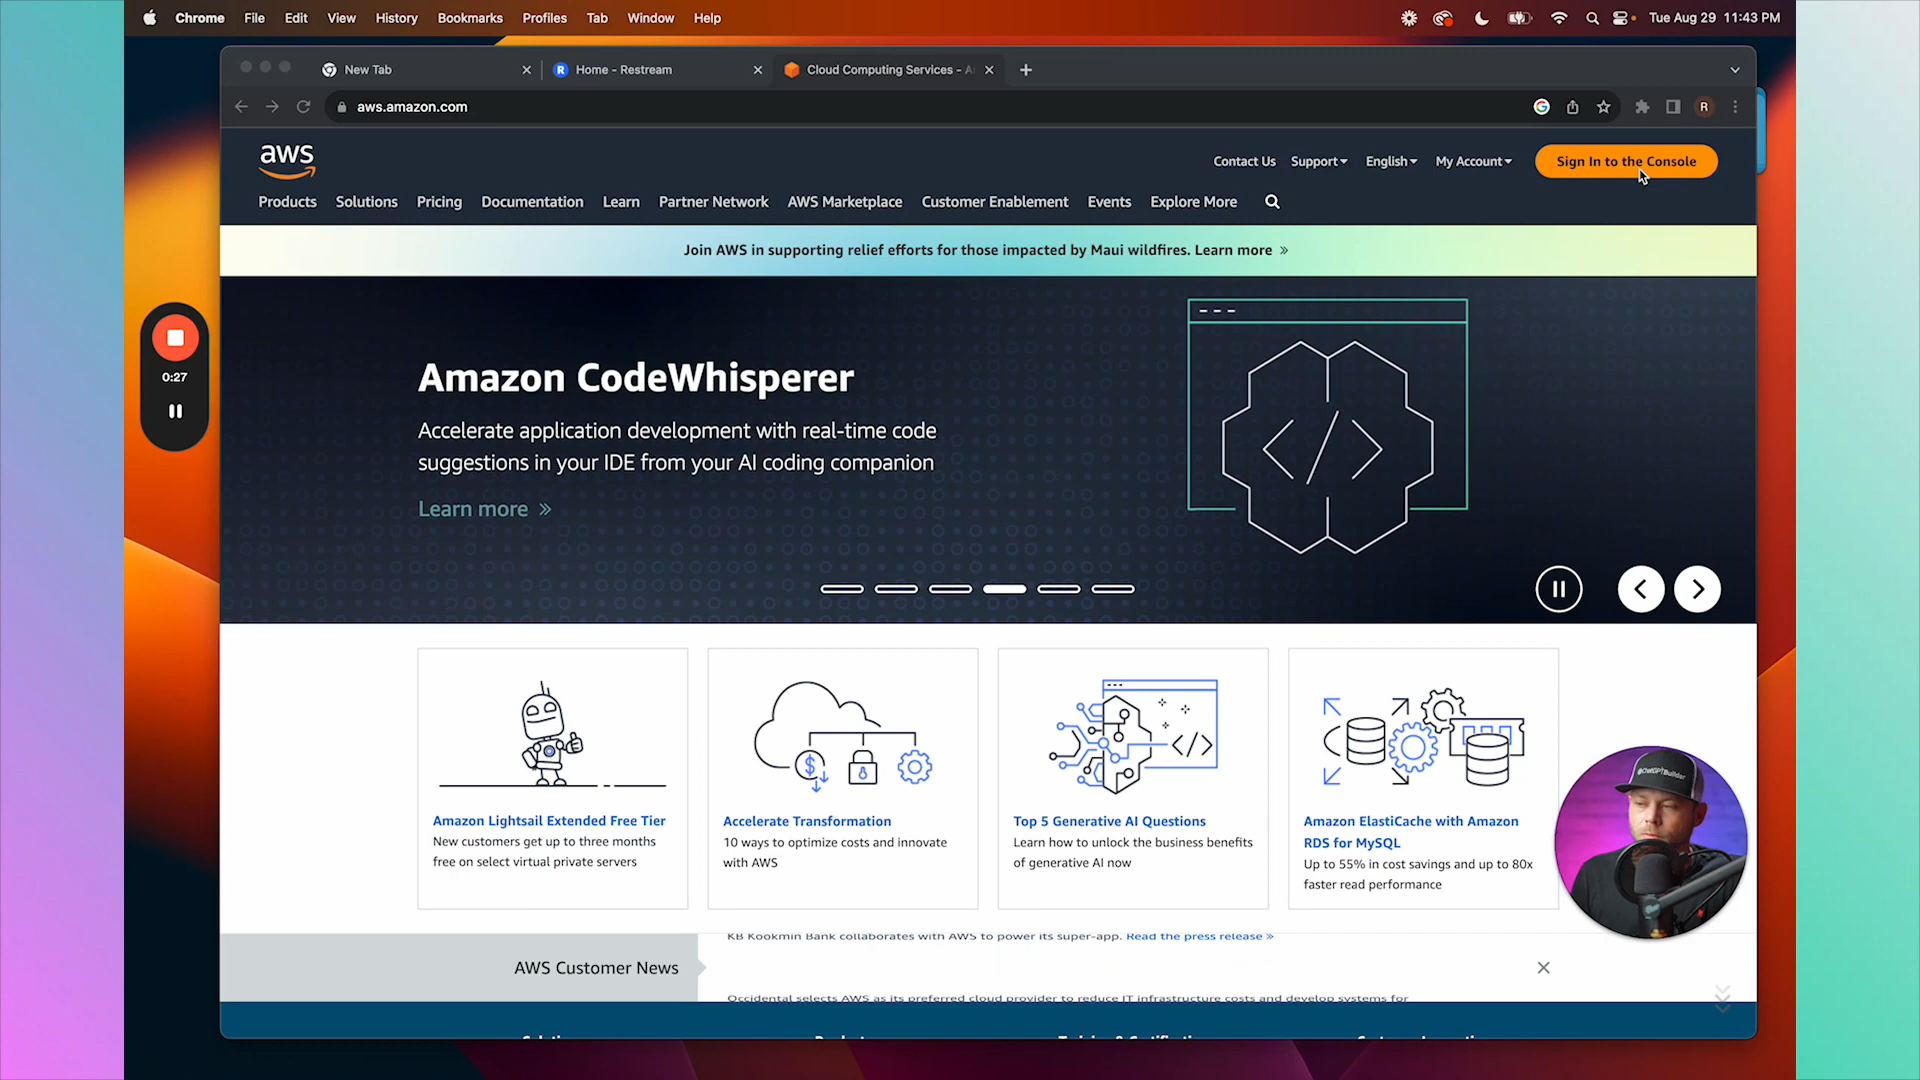 Chrome File Edit View History Bookmarks Profiles Tab Window Help Tue Aug 29 11:43 PM
New Tab Home - Restream Cloud Computing Services - A
aws.amazon.com R
aws
Contact Us Support English My Account Sign In to the Console
Products Solutions Pricing Documentation Learn Partner Network AWS Marketplace Customer Enablement Events Explore More
Join AWS in supporting relief efforts for those impacted by Maui wildfires. Learn more »
0:27
Amazon CodeWhisperer
Accelerate application development with real-time code
suggestions in your IDE from your AI coding companion
Learn more »
Amazon Lightsail Extended Free Tier
New customers get up to three months
free on select virtual private servers
Accelerate Transformation
10 ways to optimize costs and innovate
with AWS
Top 5 Generative AI Questions
Learn how to unlock the business benefits
of generative AI now
Amazon ElastiCache with Amazon
RDS for MySQL
Up to 55% in cost savings and up to 80x
faster read performance
@ChatGPTBuilder
KB Kookmin Bank collaborates with AWS to power its super-app. Read the press release »
AWS Customer News
Occidental selects AWS as its preferred cloud provider to reduce IT infrastructure costs and develop systems for